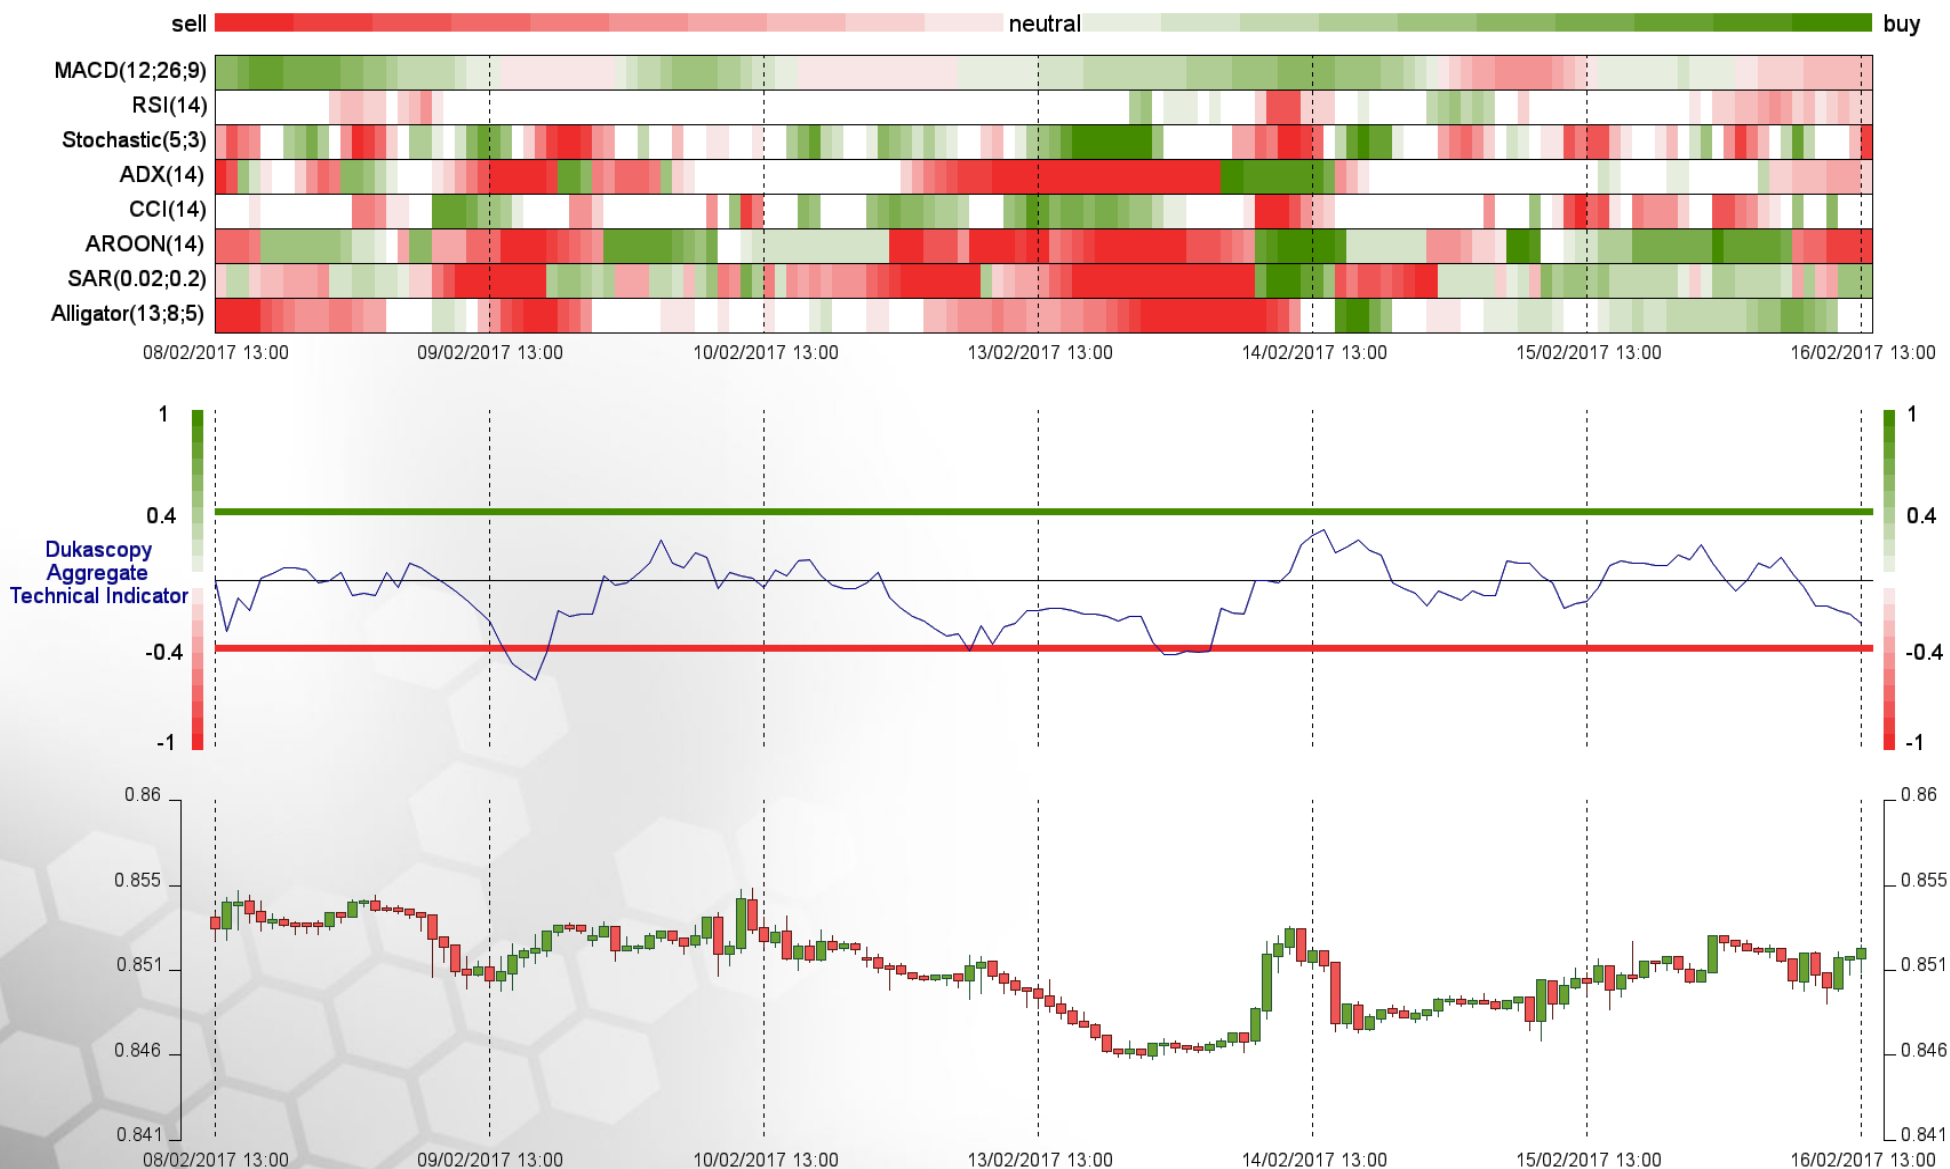 sell neutral buy
MACD(12;26;9)
RSI(14)
Stochastic(5;3)
ADX(14)
CCI(14)
AROON(14)
SAR(0.02;0.2)
Alligator(13;8;5)
08/02/2017 13:00 09/02/2017 13:00 10/02/2017 13:00 13/02/2017 13:00 14/02/2017 13:00 15/02/2017 13:00 16/02/2017 13:00
1 1
0.4 0.4
Dukascopy
Aggregate
Technical Indicator
-0.4 -0.4
-1 -1
0.86 0.86
0.855 0.855
0.851 0.851
0.846 0.846
0.841 0.841
08/02/2017 13:00 09/02/2017 13:00 10/02/2017 13:00 13/02/2017 13:00 14/02/2017 13:00 15/02/2017 13:00 16/02/2017 13:00